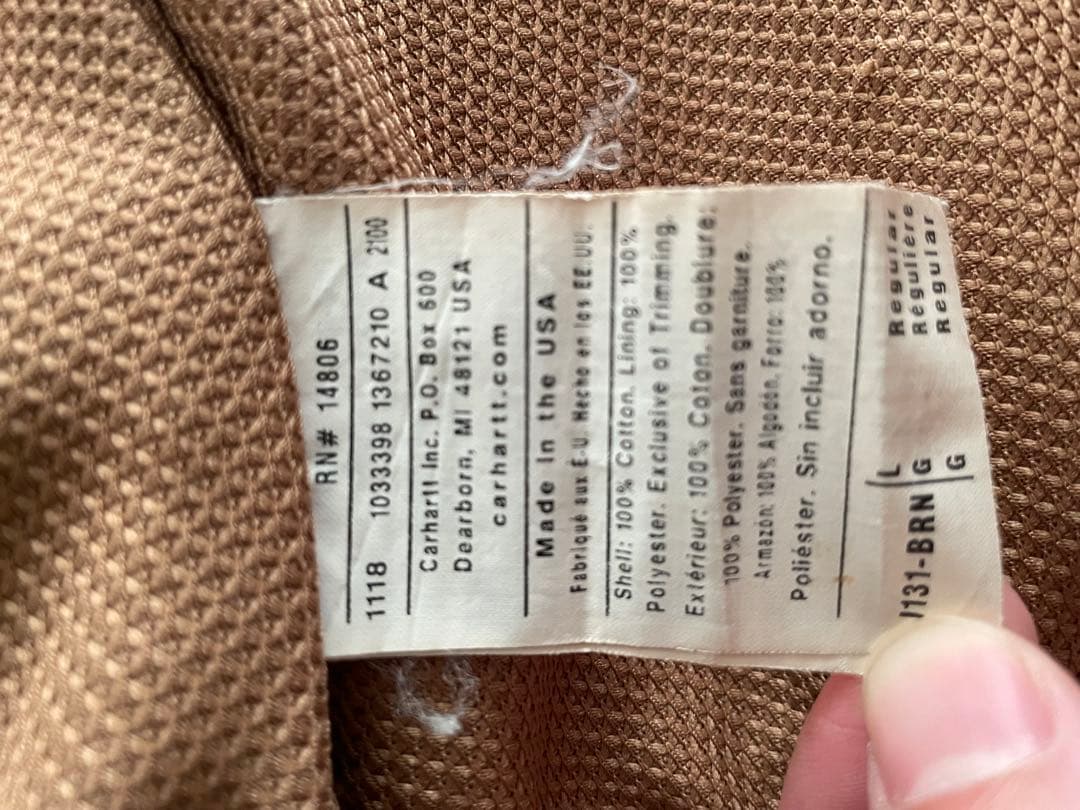 RN# 14806
1118 1033398 1367210 A 2100
Carhartt Inc. P.O. Box 600
Dearborn, MI 48121 USA
carhartt.com
Made In the USA
Fabriqué aux É-U. Hecho en los EE.UU.
Shell: 100% Cotton. Lining: 100%
Polyester. Exclusive of Trimming.
Extérieur: 100% Coton. Doublure:
100% Polyester. Sans garniture.
Armazón: 100% Algodón, Forro: 100%
Poliéster. Sin incluir adorno.
L Regular
J131-BRN G Régulière
G Regular